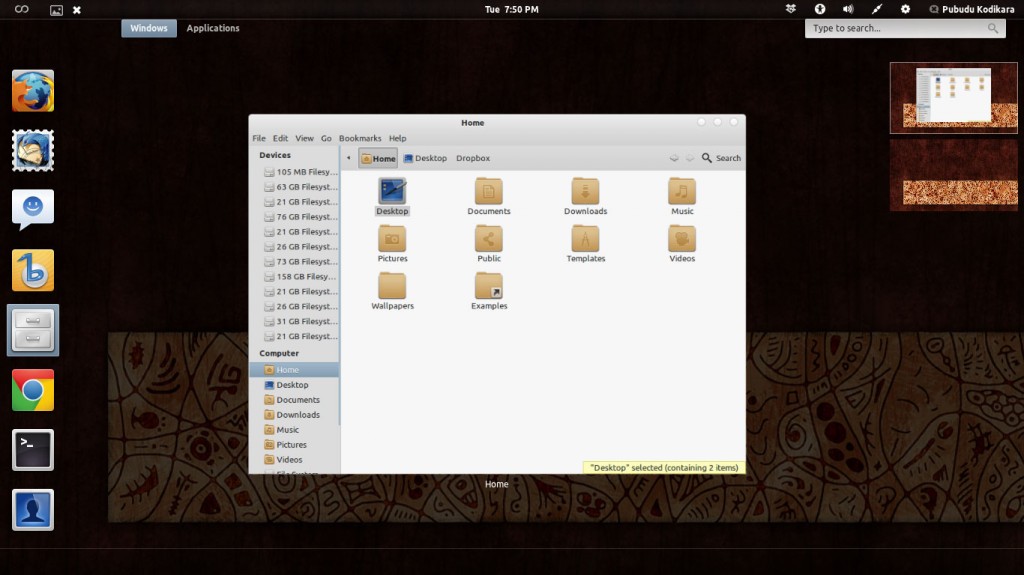 Tue 7:50 PM
Pubudu Kodikara
Windows Applications
Type to search...
Home
File Edit View Go Bookmarks Help
Devices
Home Desktop Dropbox
Search
105 MB Filesy...
63 GB Filesyst...
21 GB Filesyst...
76 GB Filesyst...
21 GB Filesyst...
26 GB Filesyst...
73 GB Filesyst...
158 GB Filesy...
21 GB Filesyst...
26 GB Filesyst...
31 GB Filesyst...
21 GB Filesyst...
Computer
Home
Desktop
Documents
Downloads
Music
Pictures
Videos
Desktop Documents Downloads Music
Pictures Public Templates Videos
Wallpapers Examples
"Desktop" selected (containing 2 items)
Home